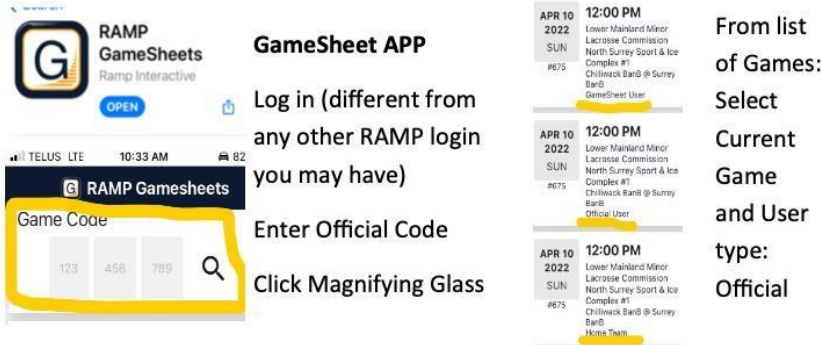 Search
RAMP
GameSheets
Ramp Interactive
OPEN
TELUS LTE 10:33 AM 82
G RAMP Gamesheets
Game Code
123 456 789
GameSheet APP
Log in (different from
any other RAMP login
you may have)
Enter Official Code
Click Magnifying Glass
APR 10
2022
SUN
#675
12:00 PM
Lower Mainland Minor
Lacrosse Commission
North Surrey Sport & Ice
Complex #1
Chilliwack BanB @ Surrey
BanB
GameSheet User
APR 10
2022
SUN
#675
12:00 PM
Lower Mainland Minor
Lacrosse Commission
North Surrey Sport & Ice
Complex #1
Chilliwack BanB @ Surrey
BanB
Official User
APR 10
2022
SUN
#675
12:00 PM
Lower Mainland Minor
Lacrosse Commission
North Surrey Sport & Ice
Complex #1
Chilliwack BanB @ Surrey
BanB
Home Team
From list
of Games:
Select
Current
Game
and User
type:
Official